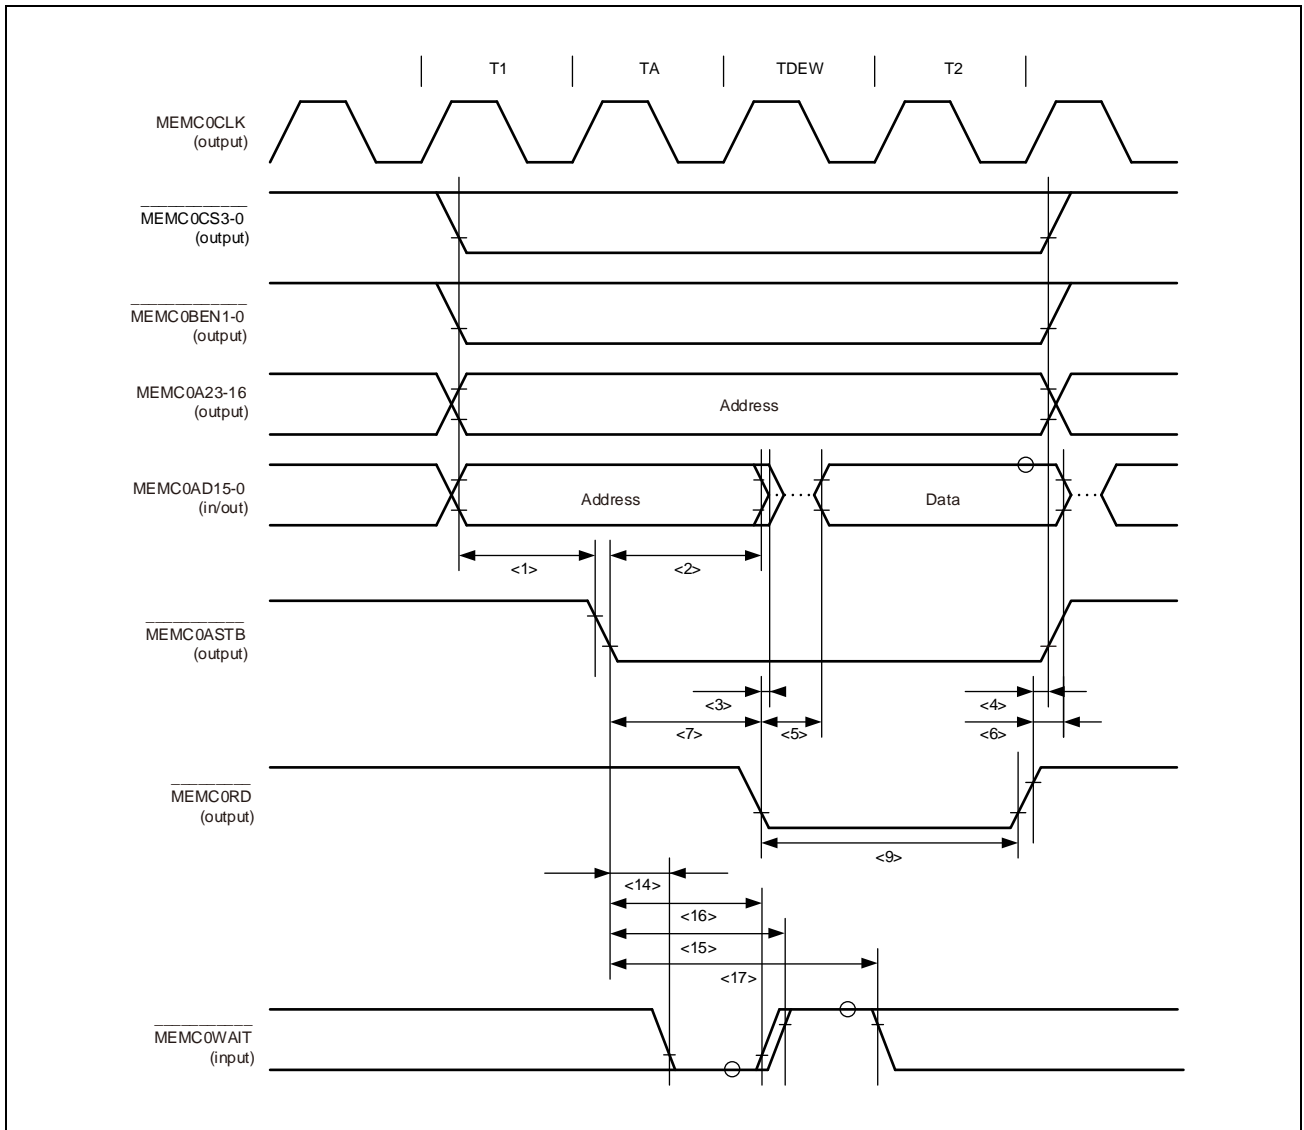 T1 TA TDEW T2
MEMC0CLK
(output)
MEMC0CS3-0
(output)
MEMC0BEN1-0
(output)
MEMC0A23-16
(output)
Address
MEMC0AD15-0
(in/out)
Address
Data
<1>
<2>
MEMC0ASTB
(output)
<3>
<4>
<7>
<5>
<6>
MEMC0RD
(output)
<9>
<14>
<16>
<15>
<17>
MEMC0WAIT
(input)